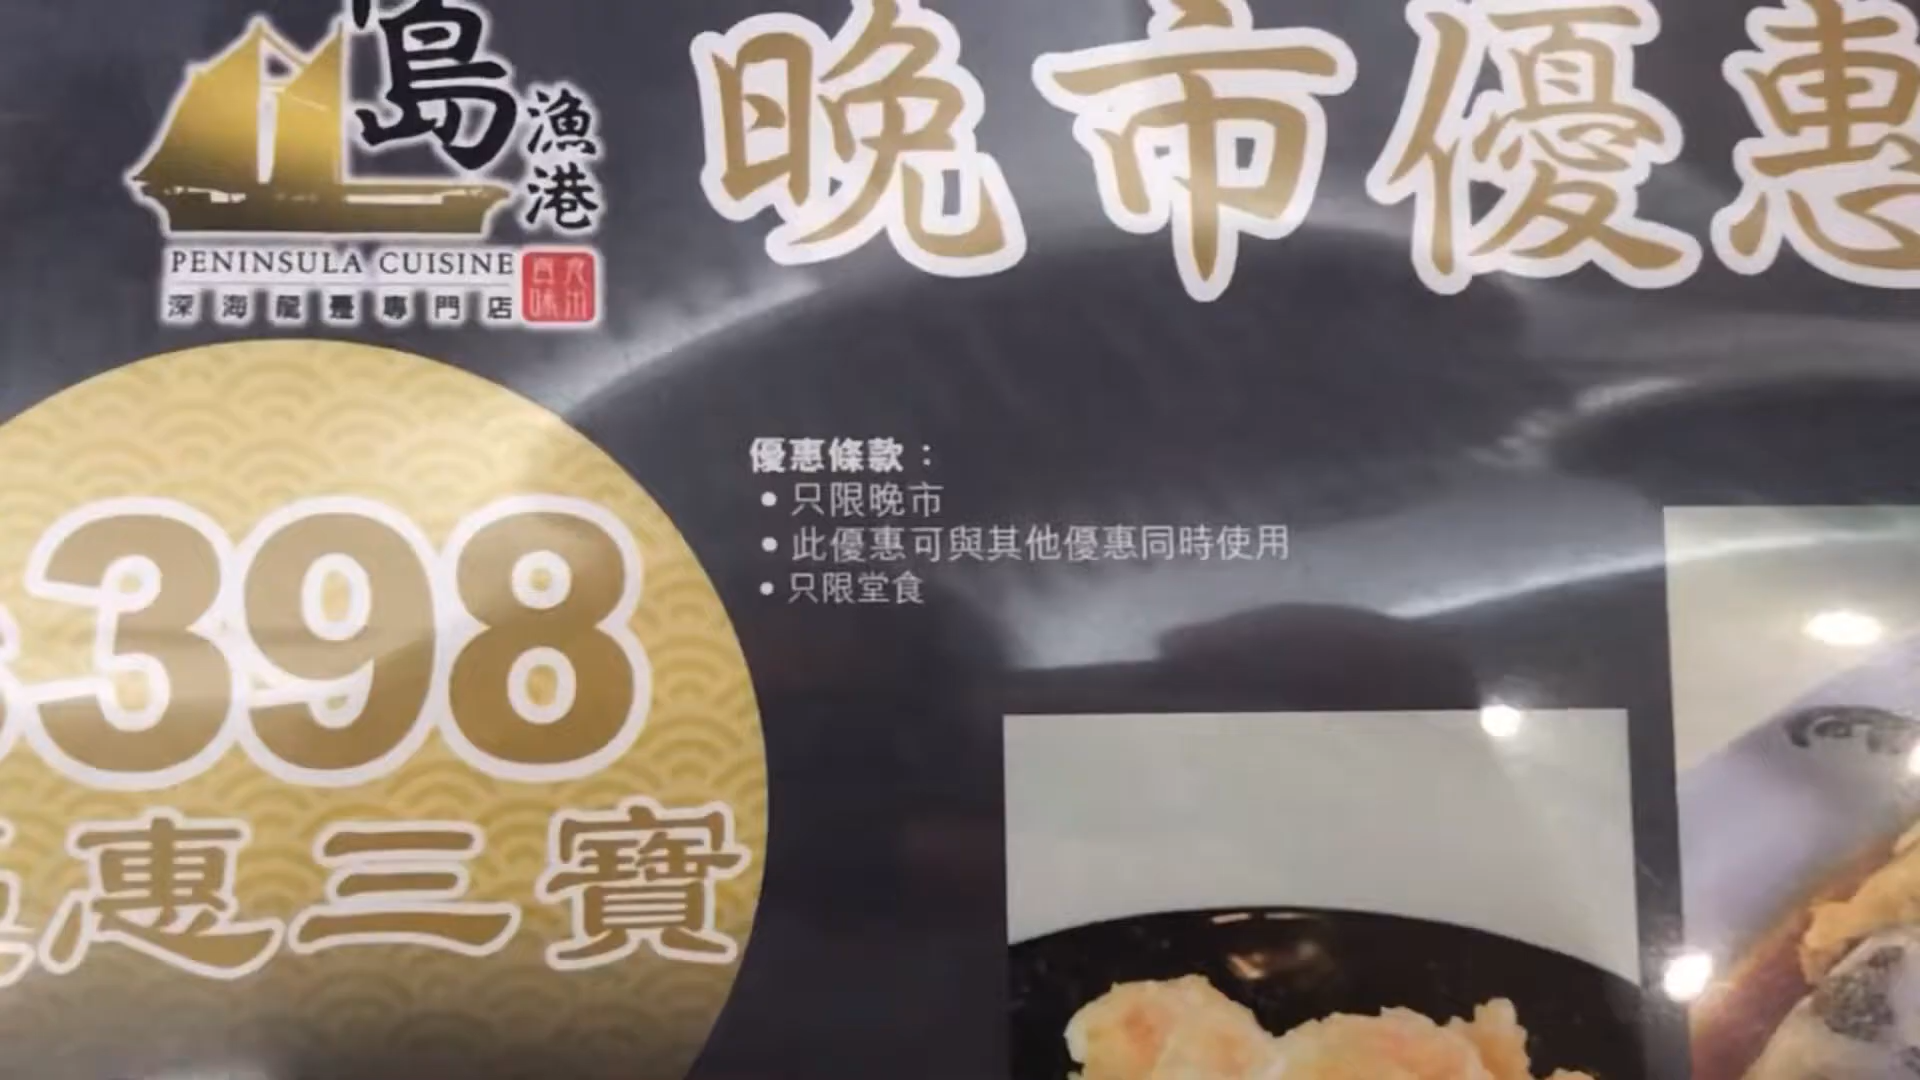 島
漁港
晚市優惠
PENINSULA CUISINE
深海龍躉專門店
優惠條款：
• 只限晚市
• 此優惠可與其他優惠同時使用
• 只限堂食
398
惠三寶